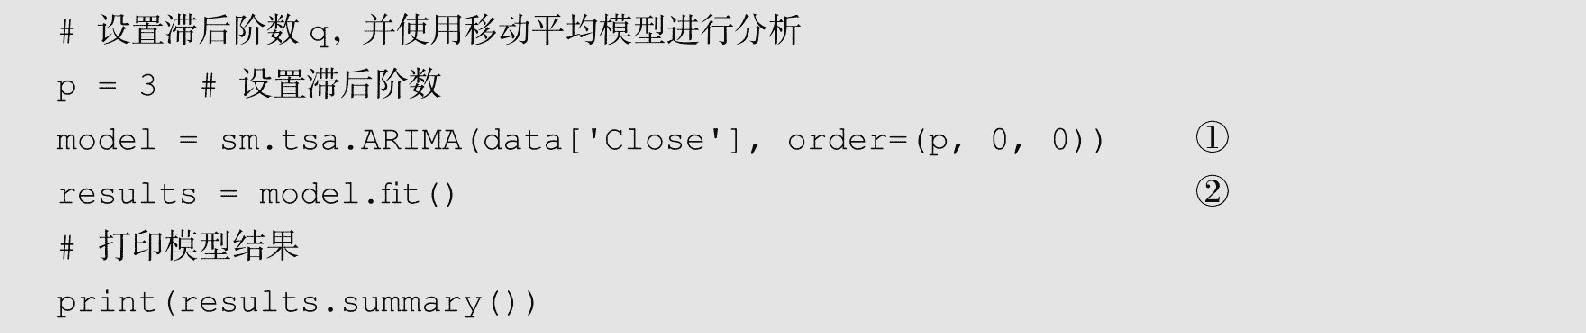 # 设置滞后阶数 q，并使用移动平均模型进行分析
p = 3  # 设置滞后阶数
model = sm.tsa.ARIMA(data['Close'], order=(p, 0, 0))    ①
results = model.fit()    ②
# 打印模型结果
print(results.summary())